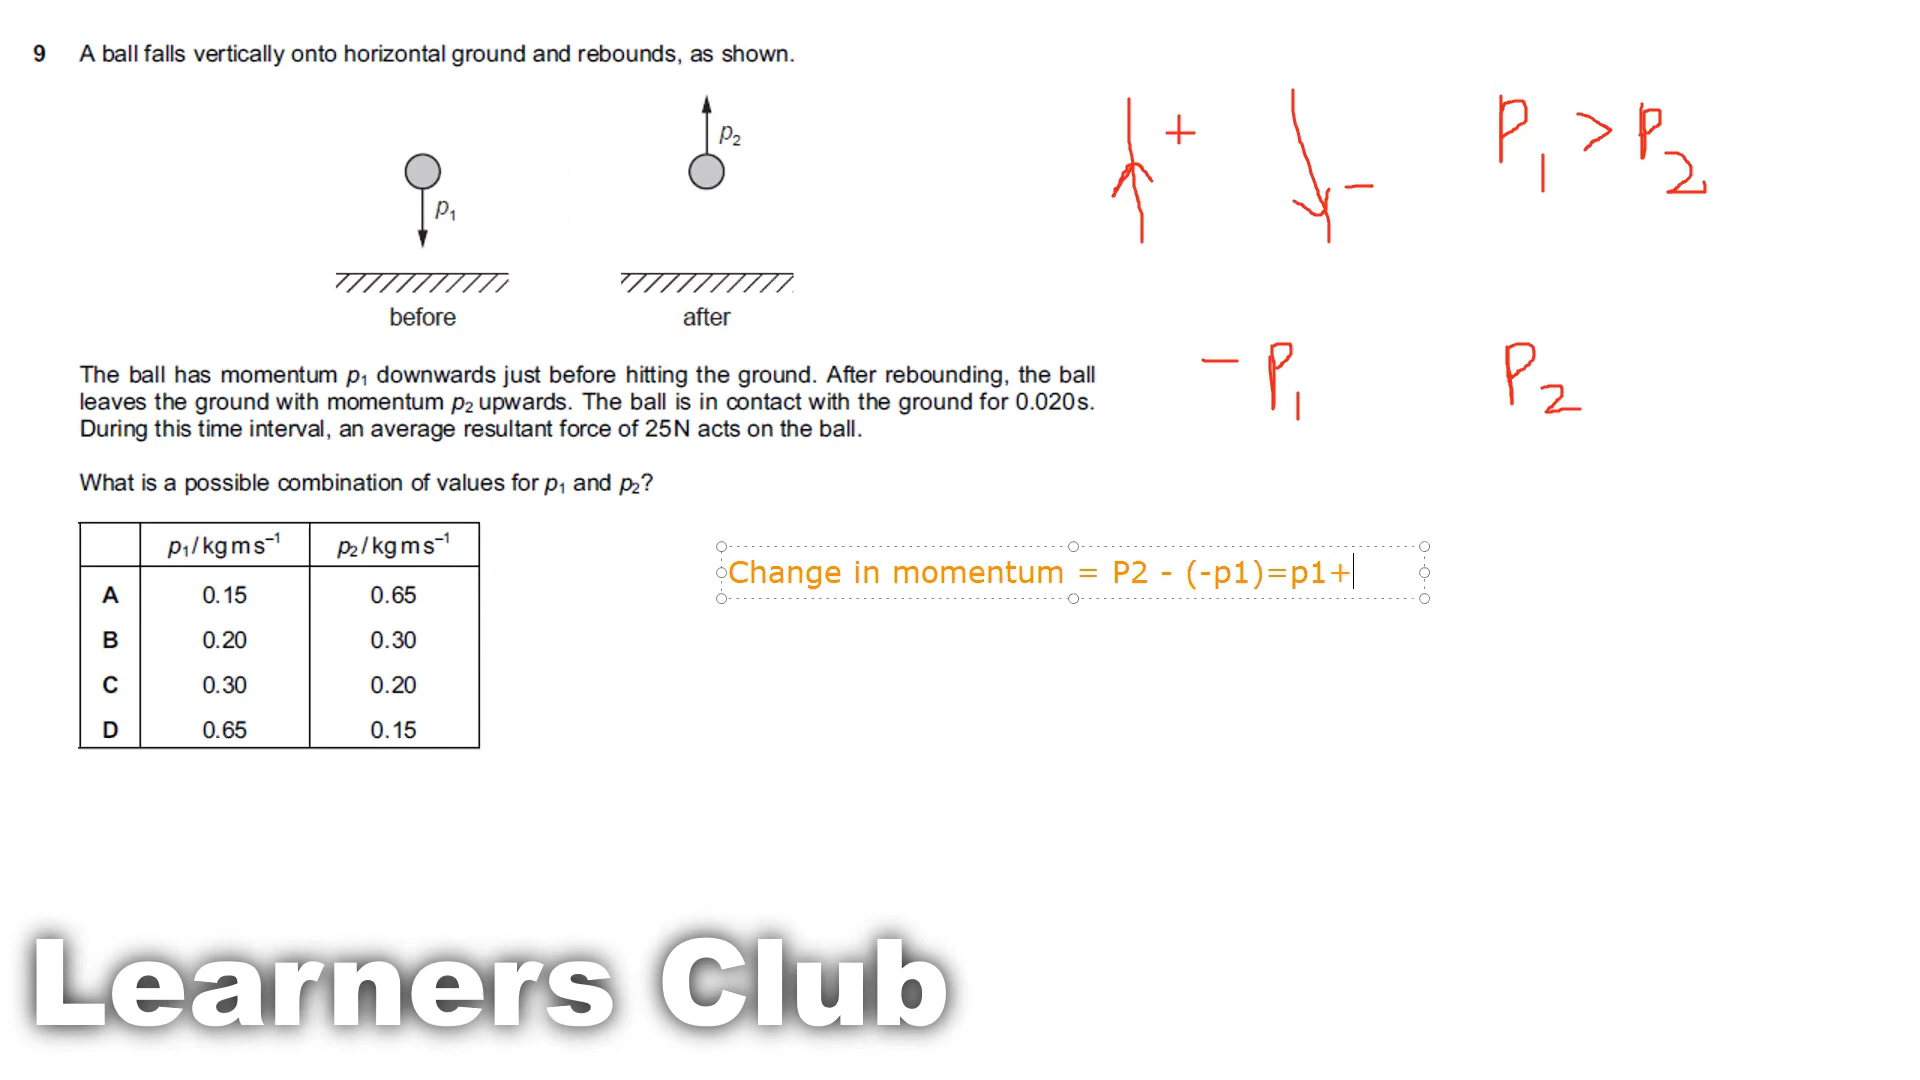 9 A ball falls vertically onto horizontal ground and rebounds, as shown.
+ − P1 > P2
p2
p1
before after
− P1 P2
The ball has momentum p1 downwards just before hitting the ground. After rebounding, the ball
leaves the ground with momentum p2 upwards. The ball is in contact with the ground for 0.020 s.
During this time interval, an average resultant force of 25 N acts on the ball.
What is a possible combination of values for p1 and p2?
p1 / kg m s−1 p2 / kg m s−1
A 0.15 0.65
B 0.20 0.30
C 0.30 0.20
D 0.65 0.15
Change in momentum = P2 - (-p1)=p1+
Learners Club